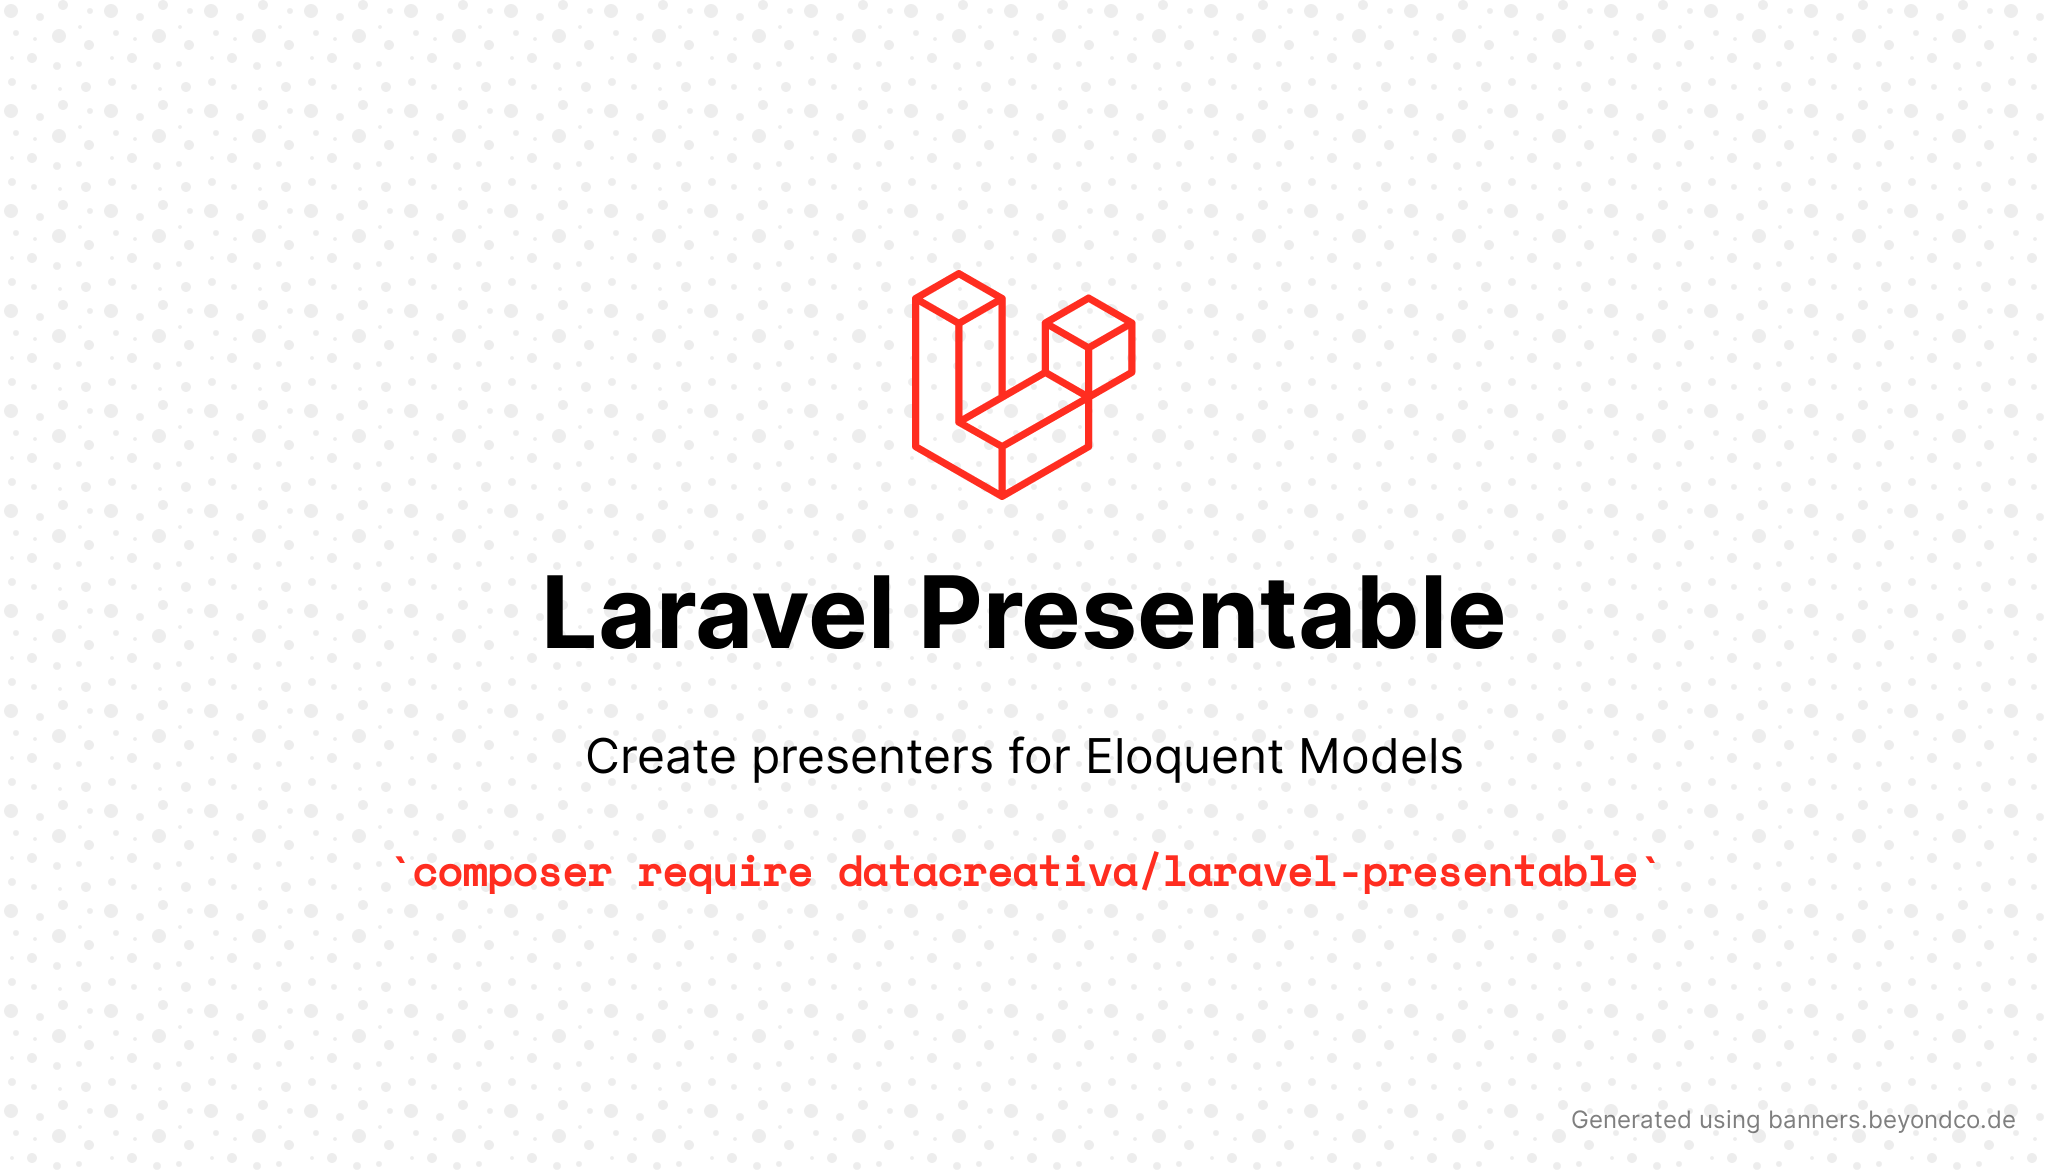 Laravel Presentable
Create presenters for Eloquent Models
`composer require datacreativa/laravel-presentable`
Generated using banners.beyondco.de